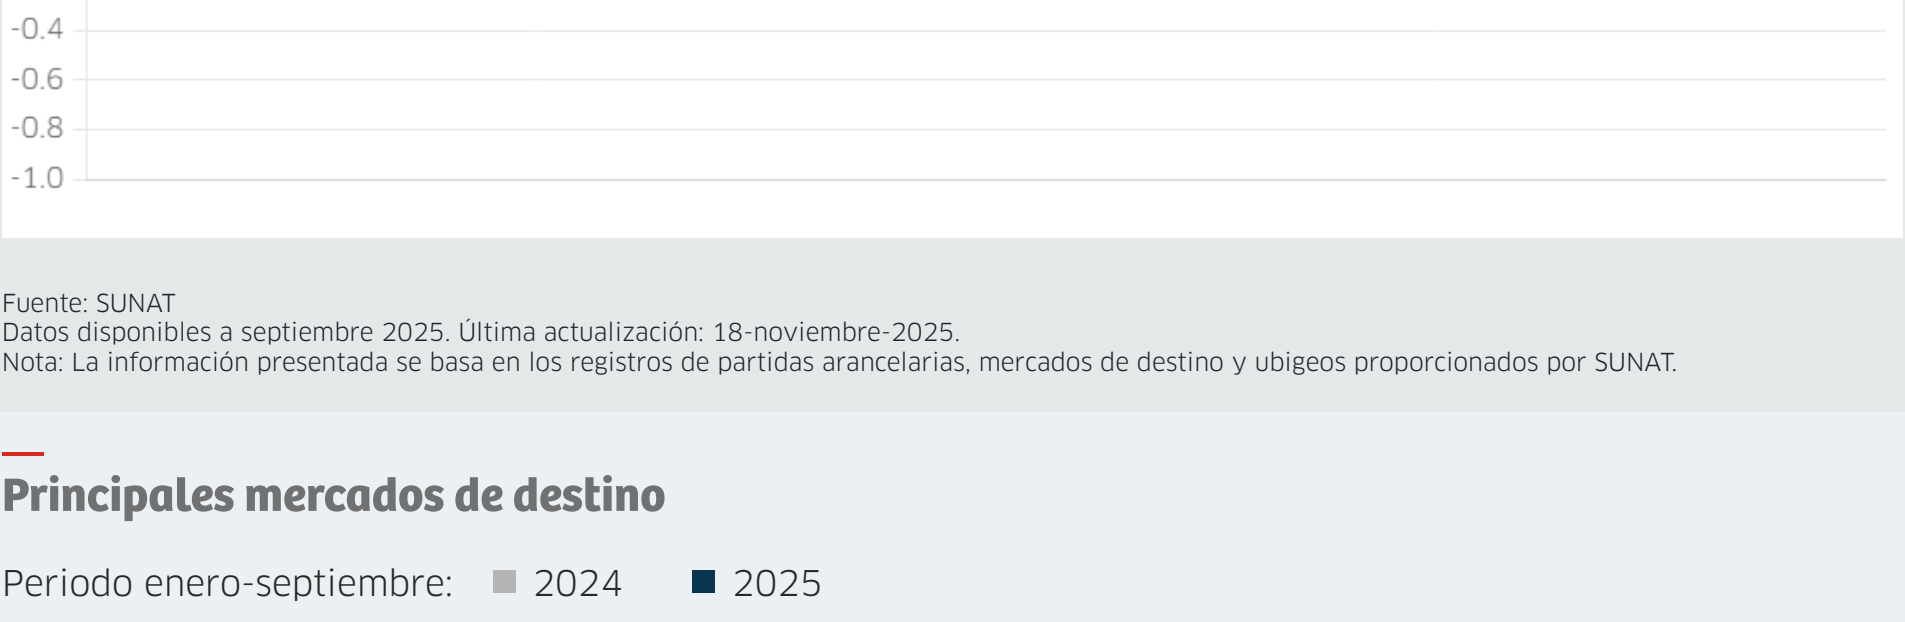 -0.4
-0.6
-0.8
-1.0
Fuente: SUNAT
Datos disponibles a septiembre 2025. Última actualización: 18-noviembre-2025.
Nota: La información presentada se basa en los registros de partidas arancelarias, mercados de destino y ubigeos proporcionados por SUNAT.
Principales mercados de destino
Periodo enero-septiembre: 2024 2025